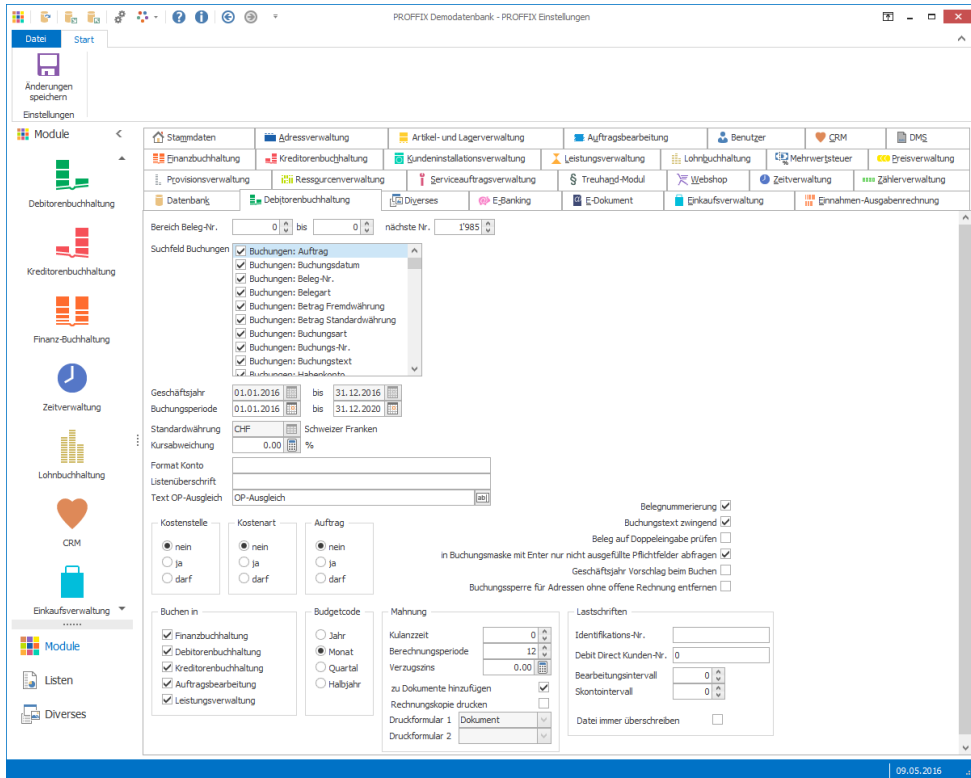 PROFFIX Demodatenbank - PROFFIX Einstellungen
Datei Start
Änderungen
speichern
Einstellungen
Module
Debitorenbuchhaltung
Kreditorenbuchhaltung
Finanz-Buchhaltung
Zeitverwaltung
Lohnbuchhaltung
CRM
Einkaufsverwaltung
Module
Listen
Diverses
Stammdaten Adressverwaltung Artikel- und Lagerverwaltung Auftragsbearbeitung Benutzer CRM DMS
Finanzbuchhaltung Kreditorenbuchhaltung Kundeninstallationsverwaltung Leistungsverwaltung Lohnbuchhaltung Mehrwertsteuer Preisverwaltung
Provisionsverwaltung Ressourcenverwaltung Serviceauftragsverwaltung § Treuhand-Modul Webshop Zeitverwaltung Zählerverwaltung
Datenbank Debitorenbuchhaltung Diverses E-Banking E-Dokument Einkaufsverwaltung Einnahmen-Ausgabenrechnung
Bereich Beleg-Nr. 0 bis 0 nächste Nr. 1'985
Suchfeld Buchungen Buchungen: Auftrag
Buchungen: Buchungsdatum
Buchungen: Beleg-Nr.
Buchungen: Belegart
Buchungen: Betrag Fremdwährung
Buchungen: Betrag Standardwährung
Buchungen: Buchungsart
Buchungen: Buchungs-Nr.
Buchungen: Buchungstext
Buchungen: Habenkonto
Geschäftsjahr 01.01.2016 bis 31.12.2016
Buchungsperiode 01.01.2016 bis 31.12.2020
Standardwährung CHF Schweizer Franken
Kursabweichung 0.00 %
Format Konto
Listenüberschrift
Text OP-Ausgleich OP-Ausgleich ab|
Belegnummerierung
Buchungstext zwingend
Beleg auf Doppeleingabe prüfen
in Buchungsmaske mit Enter nur nicht ausgefüllte Pflichtfelder abfragen
Geschäftsjahr Vorschlag beim Buchen
Buchungssperre für Adressen ohne offene Rechnung entfernen
Kostenstelle Kostenart Auftrag
nein nein nein
ja ja ja
darf darf darf
Buchen in
Finanzbuchhaltung
Debitorenbuchhaltung
Kreditorenbuchhaltung
Auftragsbearbeitung
Leistungsverwaltung
Budgetcode
Jahr
Monat
Quartal
Halbjahr
Mahnung
Kulanzzeit 0
Berechnungsperiode 12
Verzugszins 0.00
zu Dokumente hinzufügen
Rechnungskopie drucken
Druckformular 1 Dokument
Druckformular 2
Lastschriften
Identifikations-Nr.
Debit Direct Kunden-Nr. 0
Bearbeitungsintervall 0
Skontointervall 0
Datei immer überschreiben
09.05.2016